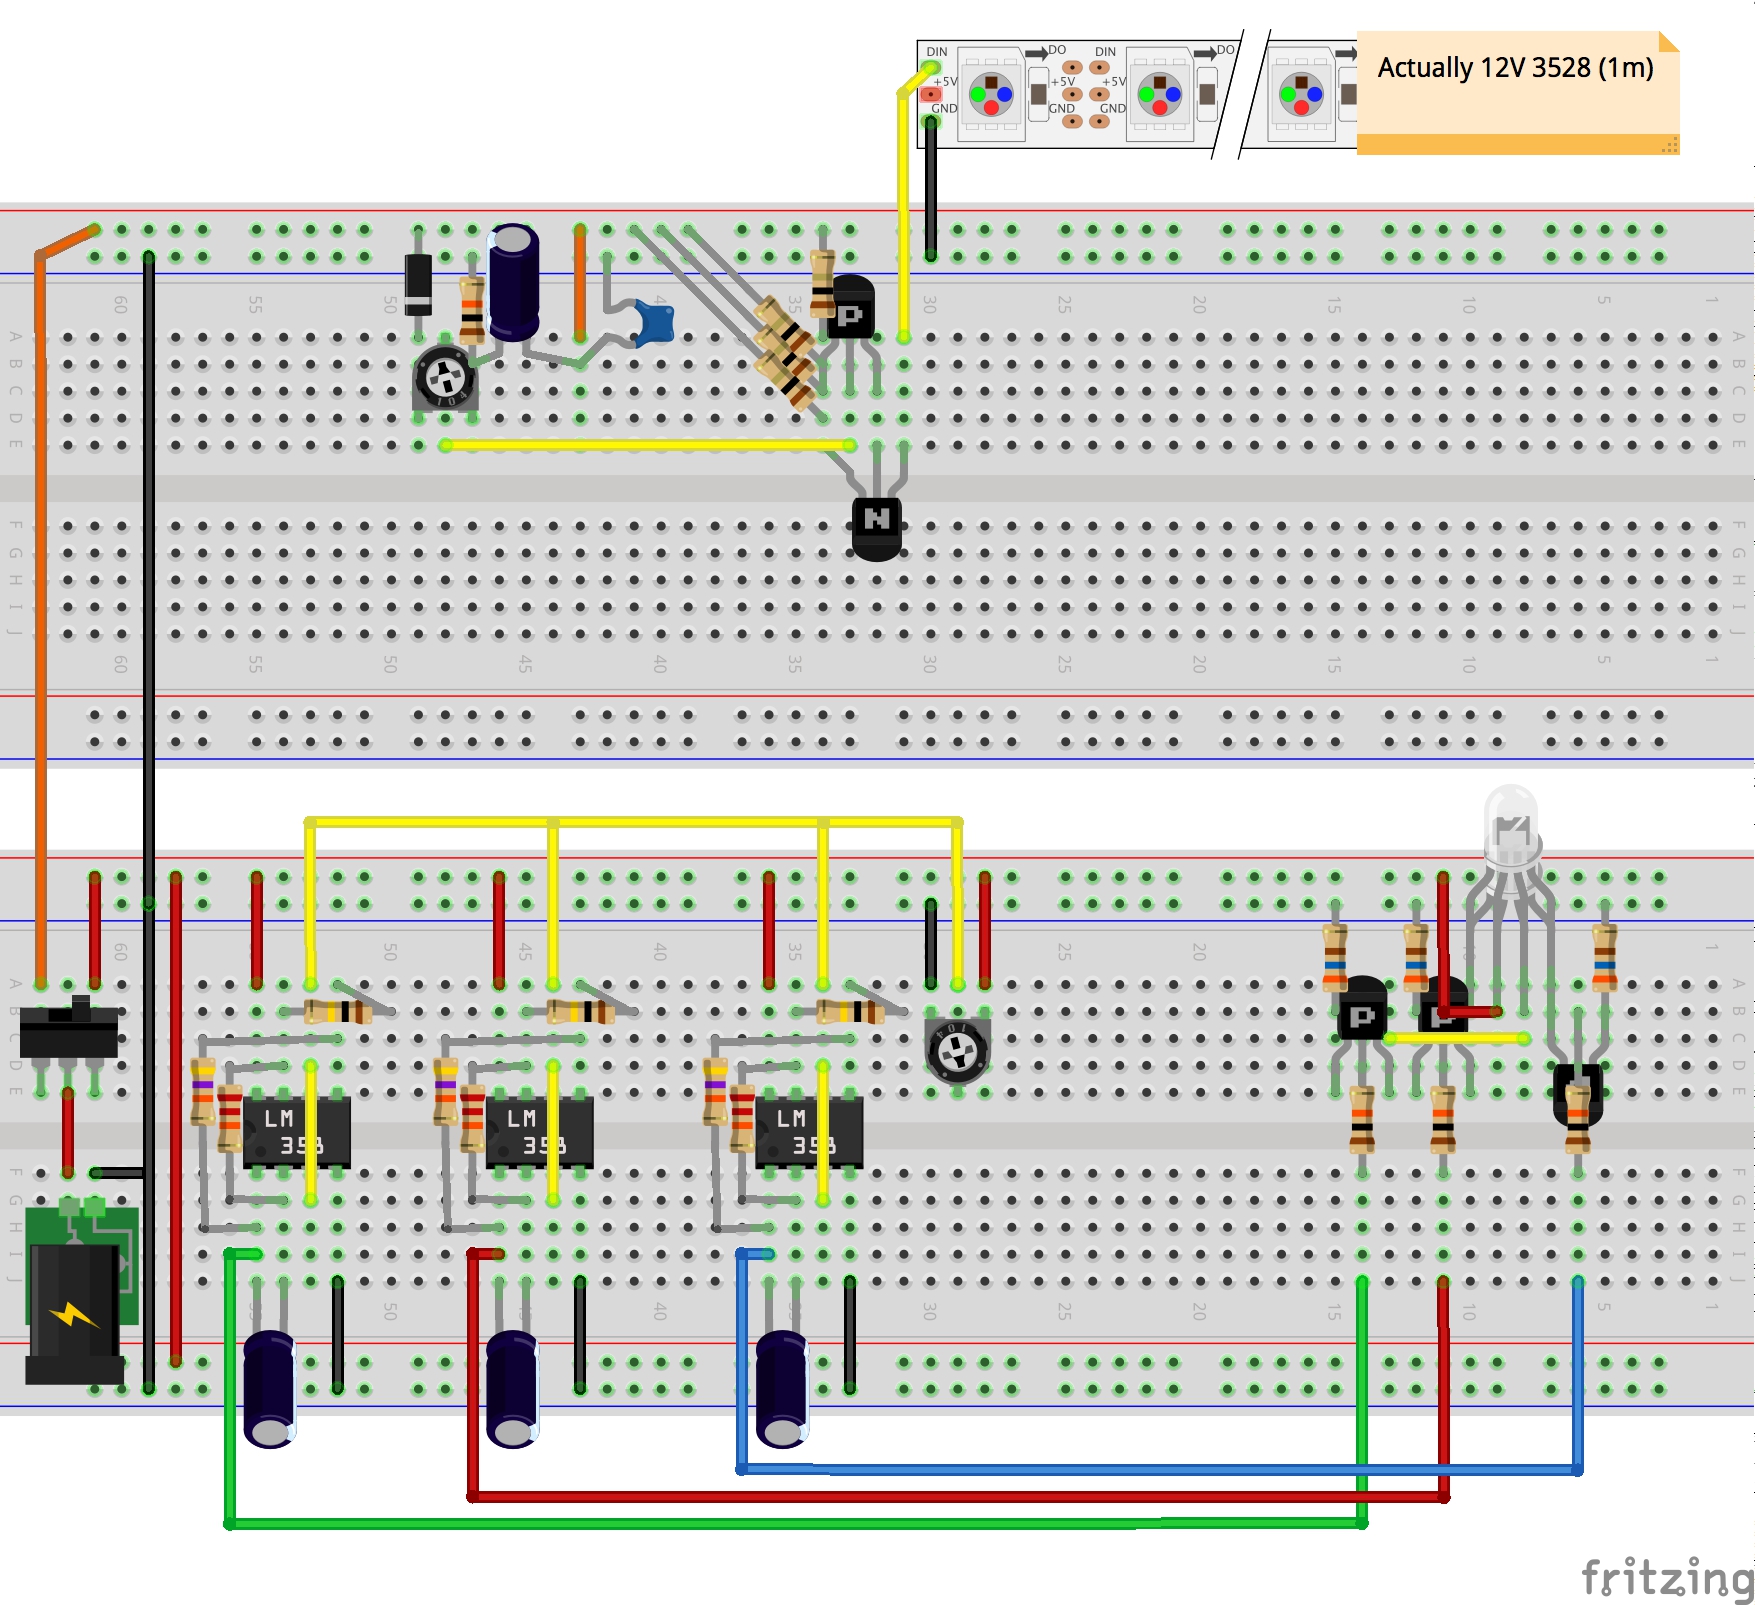 DIN DO DIN DO
Actually 12V 3528 (1m)
+5V +5V +5V
GND GND GND
60 55 50 45 40 35 30 25 20 15 10 5 1
A P A
B B
C C
D 104 D
E E
F N F
G G
H H
I I
J J
60 55 50 45 40 35 30 25 20 15 10 5 1
60 55 50 45 40 35 30 25 20 15 10 5 1
A A
B P P B
C 104 C
D D
E E
LM LM LM
358 358 358
F F
G G
H H
I I
J J
50 40 30 25 20 15 10 5 1
fritzing